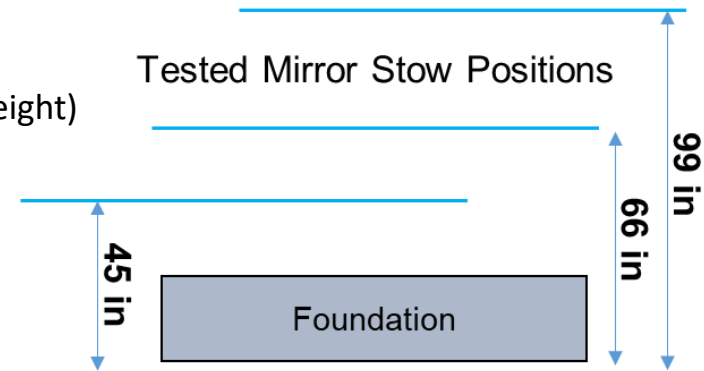 Tested Mirror Stow Positions
eight)
99 in
66 in
45 in
Foundation